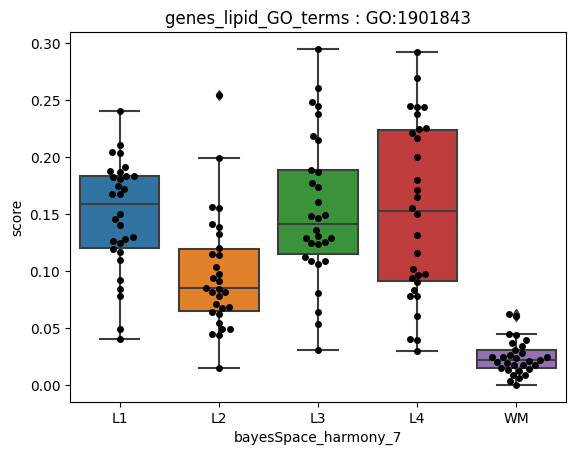 genes_lipid_GO_terms : GO:1901843
0.30
0.25
0.20
0.15
0.10
0.05
0.00
score
L1 L2 L3 L4 WM
bayesSpace_harmony_7